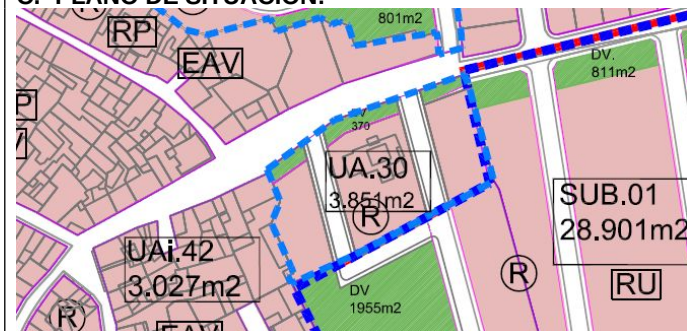 801m2
RP
EAV
DV.
811m2
370
UA.30
3.851m2
R
SUB.01
28.901m2
R
RU
UAi.42
3.027m2
DV
1955m2
R
EAV